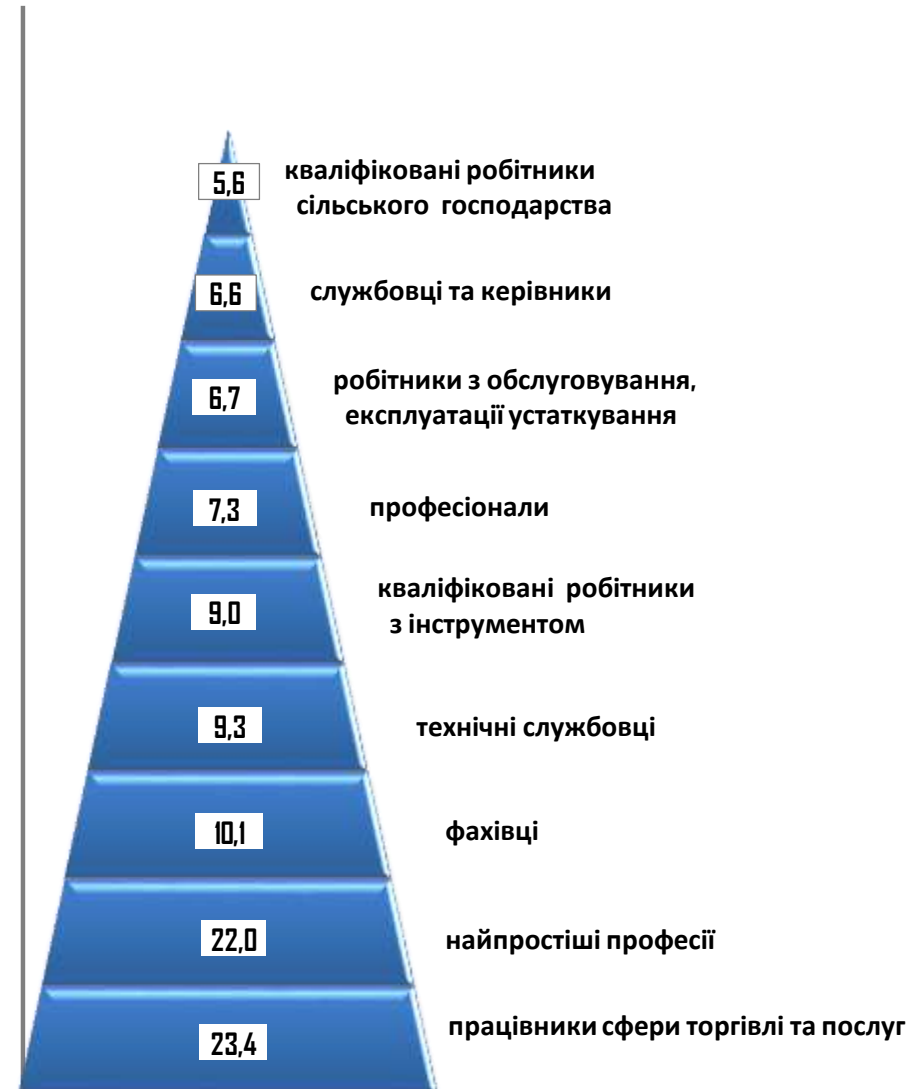 5,6
кваліфіковані робітники
сільського господарства
6,6
службовці та керівники
6,7
робітники з обслуговування,
експлуатації устаткування
7,3
професіонали
9,0
кваліфіковані робітники
з інструментом
9,3
технічні службовці
10,1
фахівці
22,0
найпростіші професії
23,4
працівники сфери торгівлі та послуг